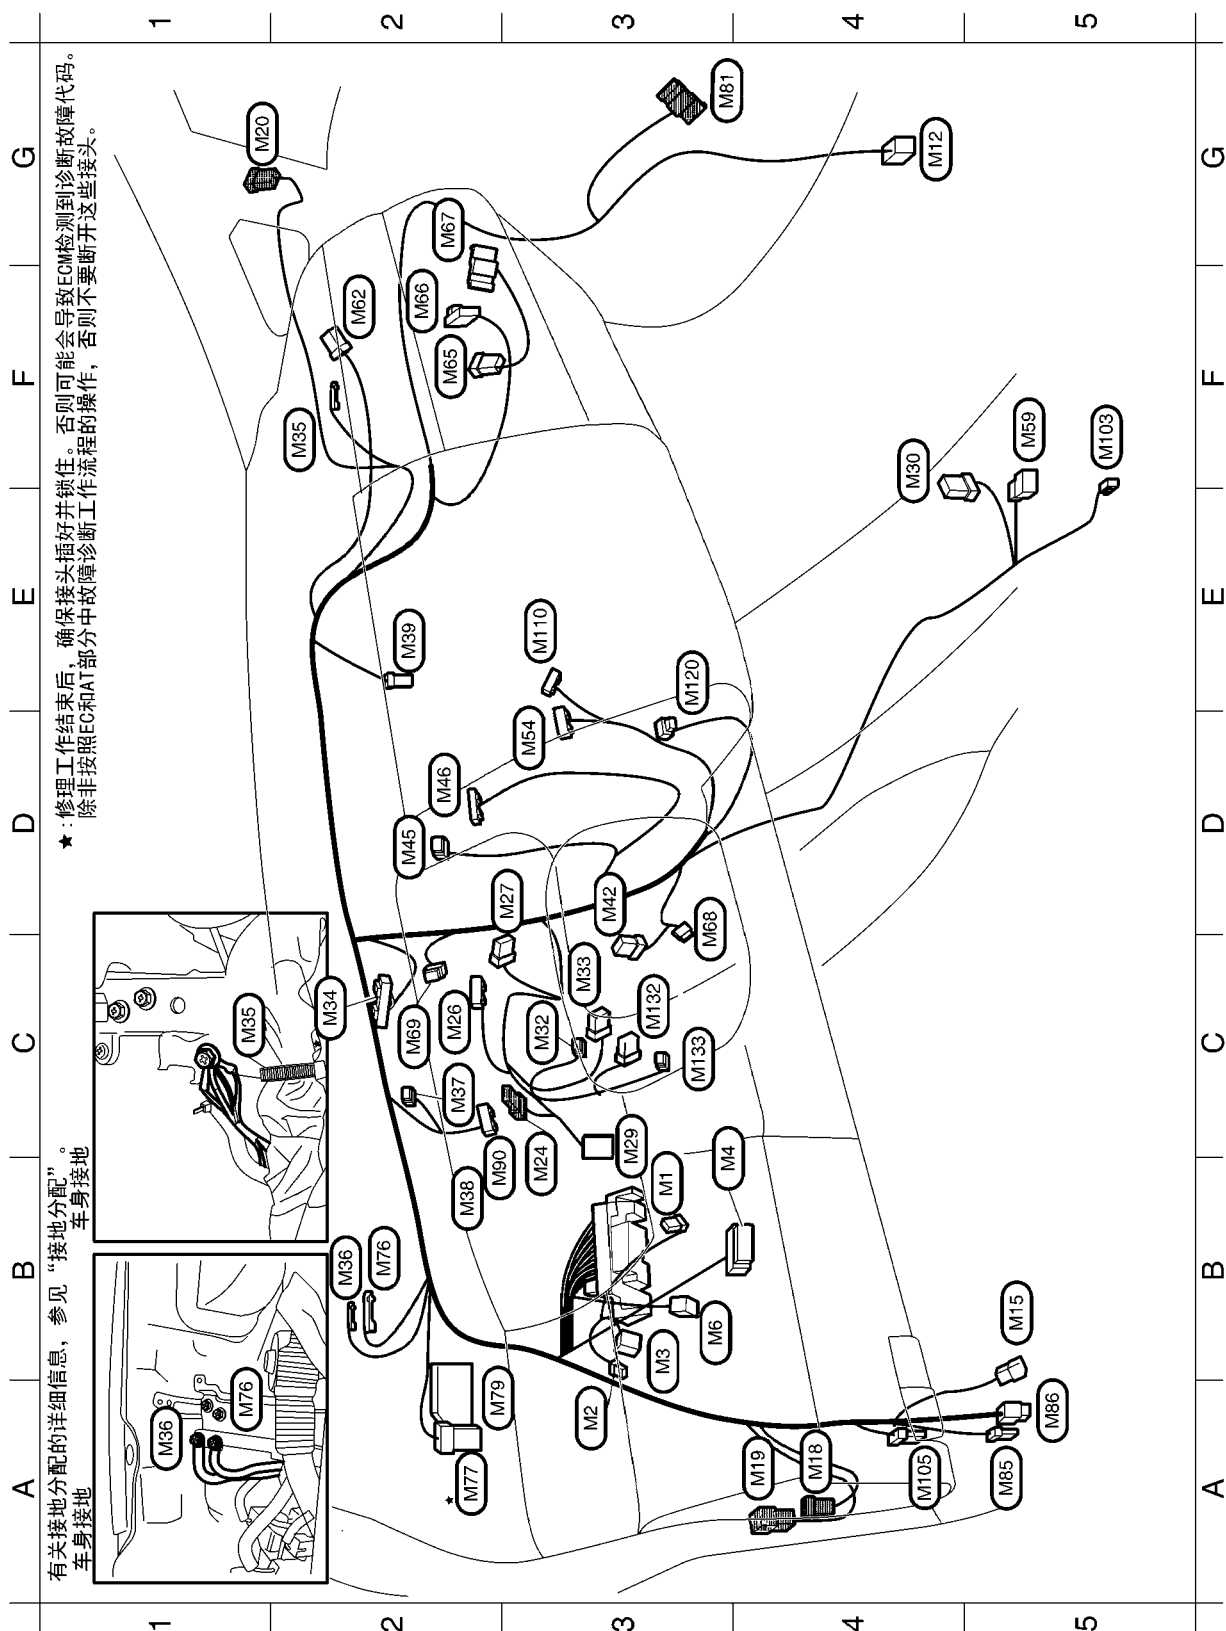 ★:修理工作结束后，确保接头插好并锁住。否则可能会导致ECM检测到诊断故障代码。
除非按照EC和AT部分中故障诊断工作流程的操作，否则不要断开这些接头。
有关接地分配的详细信息，参见“接地分配”。
车身接地
车身接地
A
B
C
D
E
F
G
A
B
C
D
E
F
G
1
2
3
4
5
1
2
3
4
5
M36
M76
M35
M36
M76
M34
M35
M20
M62
M66
M67
M65
M81
M12
M39
M110
M120
M54
M46
M45
M27
M42
M68
M30
M59
M103
M69
M26
M33
M32
M132
M133
M37
M38
M90
M24
M29
M1
M4
M6
M3
M2
M79
★
M77
M19
M18
M105
M85
M86
M15